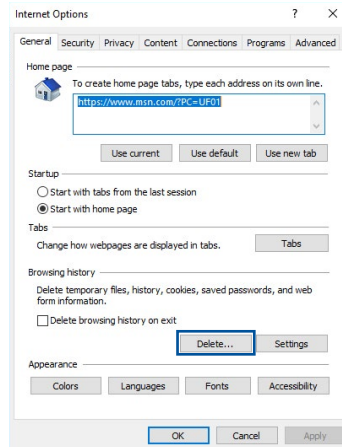 Internet Options ? ×
General Security Privacy Content Connections Programs Advanced
Home page
To create home page tabs, type each address on its own line.
https://www.msn.com/?PC=UF01
Use current Use default Use new tab
Startup
Start with tabs from the last session
Start with home page
Tabs
Change how webpages are displayed in tabs. Tabs
Browsing history
Delete temporary files, history, cookies, saved passwords, and web
form information.
Delete browsing history on exit
Delete... Settings
Appearance
Colors Languages Fonts Accessibility
OK Cancel Apply